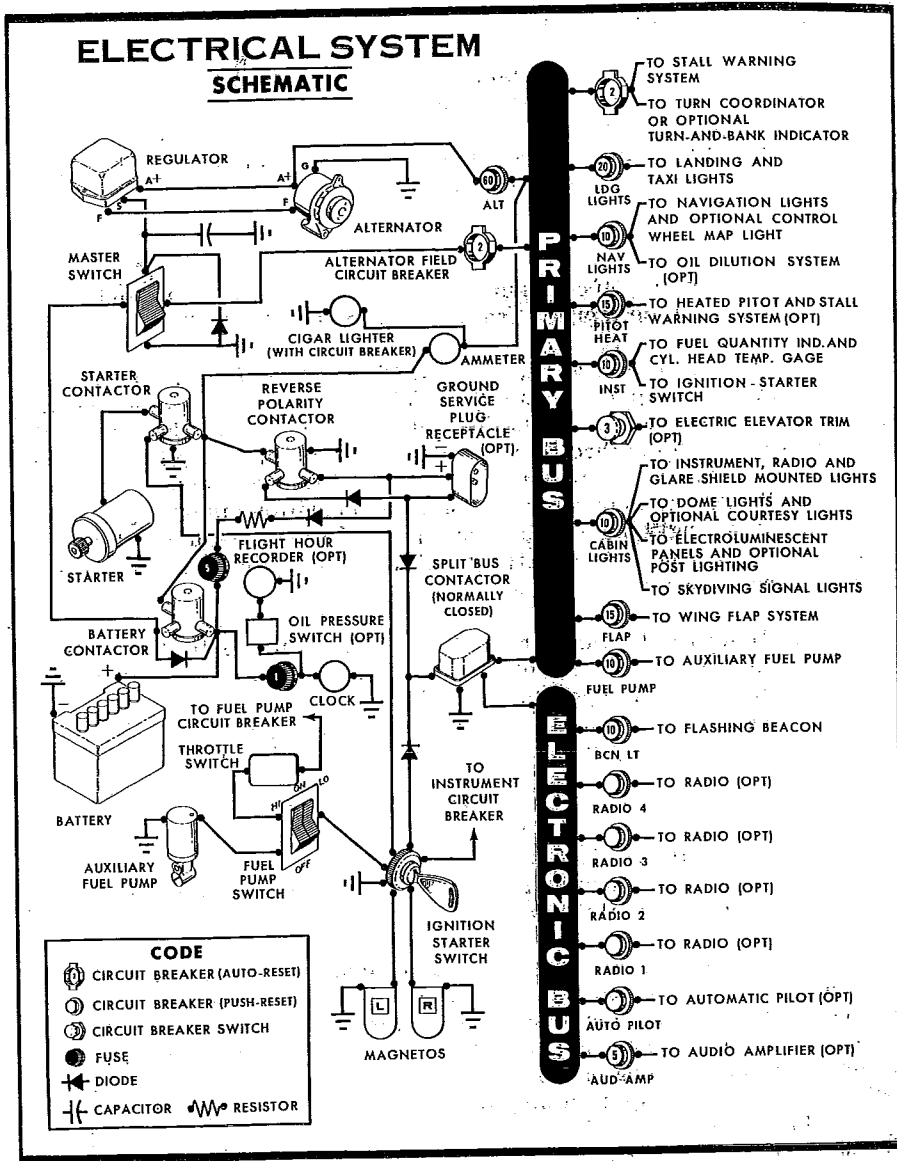 ELECTRICAL SYSTEM
SCHEMATIC
REGULATOR
A+
S
F
A+
G
F
C
ALTERNATOR
60
ALT
MASTER
SWITCH
ALTERNATOR FIELD
CIRCUIT BREAKER
2
CIGAR LIGHTER
(WITH CIRCUIT BREAKER)
AMMETER
STARTER
CONTACTOR
REVERSE
POLARITY
CONTACTOR
GROUND
SERVICE
PLUG
RECEPTACLE (OPT)
−
+
STARTER
FLIGHT HOUR
RECORDER (OPT)
5
SPLIT BUS
CONTACTOR
(NORMALLY
CLOSED)
BATTERY
CONTACTOR
OIL PRESSURE
SWITCH (OPT)
1
CLOCK
+
−
BATTERY
TO FUEL PUMP
CIRCUIT BREAKER
THROTTLE
SWITCH
HI
ON
LO
OFF
AUXILIARY
FUEL PUMP
FUEL
PUMP
SWITCH
TO
INSTRUMENT
CIRCUIT
BREAKER
IGNITION
STARTER
SWITCH
L
R
MAGNETOS
PRIMARY BUS
2
TO STALL WARNING
SYSTEM
TO TURN COORDINATOR
OR OPTIONAL
TURN-AND-BANK INDICATOR
20
LDG
LIGHTS
TO LANDING AND
TAXI LIGHTS
10
NAV
LIGHTS
TO NAVIGATION LIGHTS
AND OPTIONAL CONTROL
WHEEL MAP LIGHT
TO OIL DILUTION SYSTEM
(OPT)
15
PITOT
HEAT
TO HEATED PITOT AND STALL
WARNING SYSTEM (OPT)
10
INST
TO FUEL QUANTITY IND. AND
CYL. HEAD TEMP. GAGE
TO IGNITION - STARTER
SWITCH
3
TO ELECTRIC ELEVATOR TRIM
(OPT)
10
CABIN
LIGHTS
TO INSTRUMENT, RADIO AND
GLARE SHIELD MOUNTED LIGHTS
TO DOME LIGHTS AND
OPTIONAL COURTESY LIGHTS
TO ELECTROLUMINESCENT
PANELS AND OPTIONAL
POST LIGHTING
TO SKYDIVING SIGNAL LIGHTS
15
FLAP
TO WING FLAP SYSTEM
10
FUEL PUMP
TO AUXILIARY FUEL PUMP
ELECTRONIC BUS
10
BCN LT
TO FLASHING BEACON
RADIO 4
TO RADIO (OPT)
RADIO 3
TO RADIO (OPT)
RADIO 2
TO RADIO (OPT)
RADIO 1
TO RADIO (OPT)
AUTO PILOT
TO AUTOMATIC PILOT (OPT)
5
AUD AMP
TO AUDIO AMPLIFIER (OPT)
CODE
CIRCUIT BREAKER (AUTO-RESET)
CIRCUIT BREAKER (PUSH-RESET)
CIRCUIT BREAKER SWITCH
FUSE
DIODE
CAPACITOR
RESISTOR